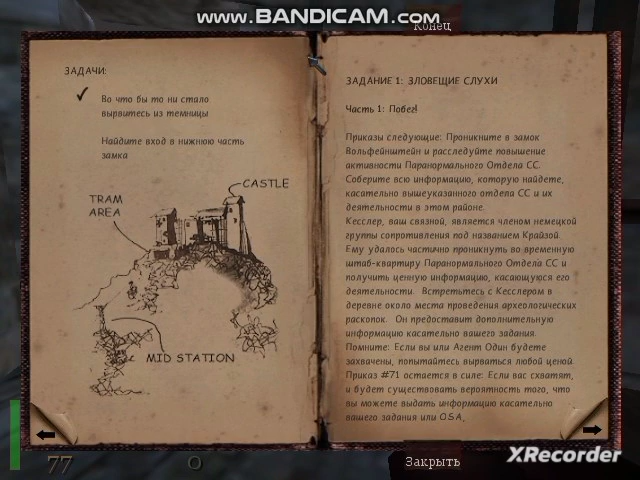 www.BANDICAM.com
Конец
ЗАДАЧИ:
Во что бы то ни стало
вырвитесь из темницы
Найдите вход в нижнюю часть
замка
CASTLE
TRAM
AREA
MID STATION
ЗАДАНИЕ 1: ЗЛОВЕЩИЕ СЛУХИ
Часть 1: Побег!
Приказы следующие: Проникните в замок
Вольфейнштейн и расследуйте повышение
активности Паранормального Отдела СС.
Соберите всю информацию, которую найдете,
касательно вышеуказанного отдела СС и их
деятельности в этом районе.
Кесслер, ваш связной, является членом немецкой
группы сопротивления под названием Крайзой.
Ему удалось частично проникнуть во временную
штаб-квартиру Паранормального Отдела СС и
получить ценную информацию, касающуюся его
деятельности. Встретьтесь с Кесслером в
деревне около места проведения археологических
раскопок. Он предоставит дополнительную
информацию касательно вашего задания.
Помните: Если вы или Агент Один будете
захвачены, попытайтесь вырваться любой ценой.
Приказ #71 остается в силе: Если вас схватят,
и будет существовать вероятность того, что
вы можете выдать информацию касательно
вашего задания или OSA,
77
0
Закрыть
XRecorder